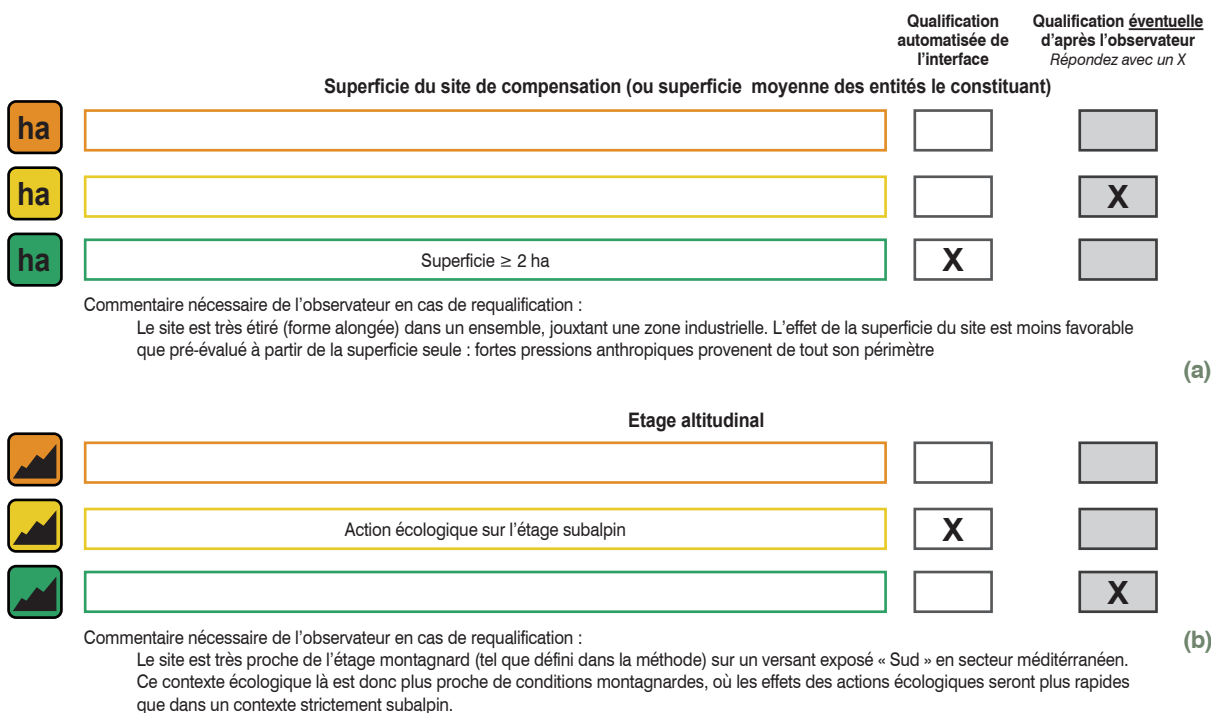 Qualification automatisée de l'interface
Qualification éventuelle d'après l'observateur
Répondez avec un X
Superficie du site de compensation (ou superficie moyenne des entités le constituant)
ha
ha
X
ha
Superficie ≥ 2 ha
X
Commentaire nécessaire de l'observateur en cas de requalification :
Le site est très étiré (forme alongée) dans un ensemble, jouxtant une zone industrielle. L'effet de la superficie du site est moins favorable
que pré-évalué à partir de la superficie seule : fortes pressions anthropiques provenent de tout son périmètre
(a)
Etage altitudinal
Action écologique sur l'étage subalpin
X
X
Commentaire nécessaire de l'observateur en cas de requalification :
(b)
Le site est très proche de l'étage montagnard (tel que défini dans la méthode) sur un versant exposé « Sud » en secteur méditérranéen.
Ce contexte écologique là est donc plus proche de conditions montagnardes, où les effets des actions écologiques seront plus rapides
que dans un contexte strictement subalpin.